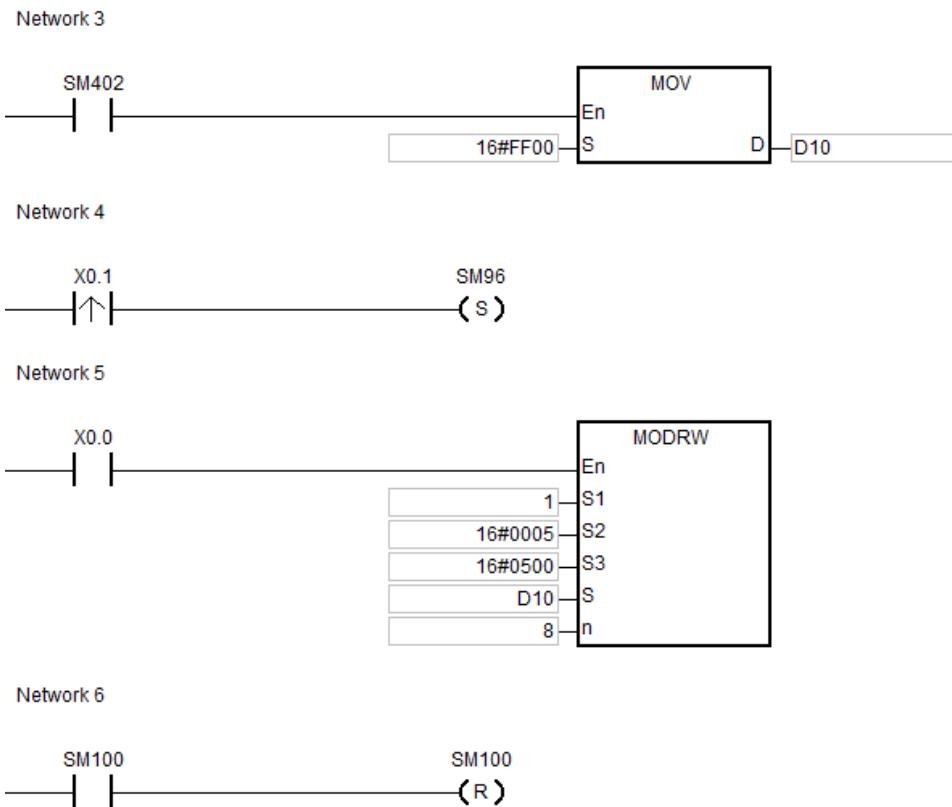 Network 3
SM402
MOV
En
16#FF00 S D D10
Network 4
X0.1 SM96
S
Network 5
X0.0 MODRW
En
1 S1
16#0005 S2
16#0500 S3
D10 S
8 n
Network 6
SM100 SM100
R